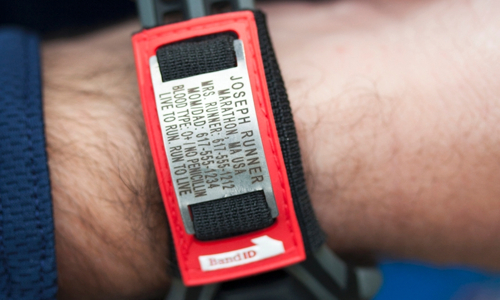 JOSEPH RUNNER
MARATHON, MA USA
MRS. RUNNER: 617-555-1212
MOM/DAD: 617-555-1234
BLOOD TYPE O+ / NO PENICILLIN
LIVE TO RUN. RUN TO LIVE
BandID